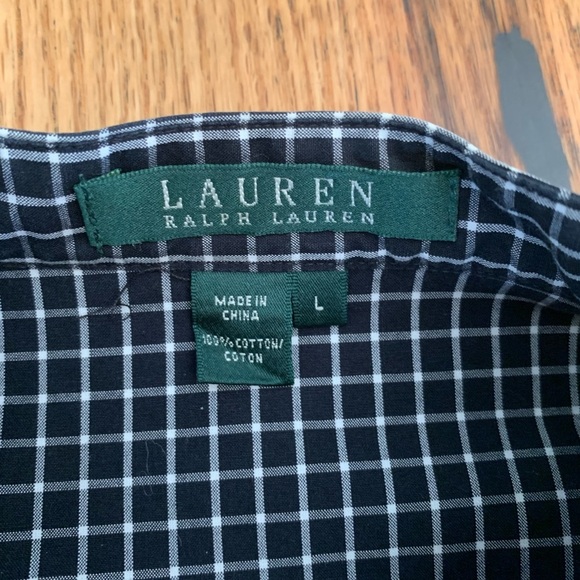 LAUREN
RALPH LAUREN
MADE IN
CHINA
L
100% COTTON/
COTON